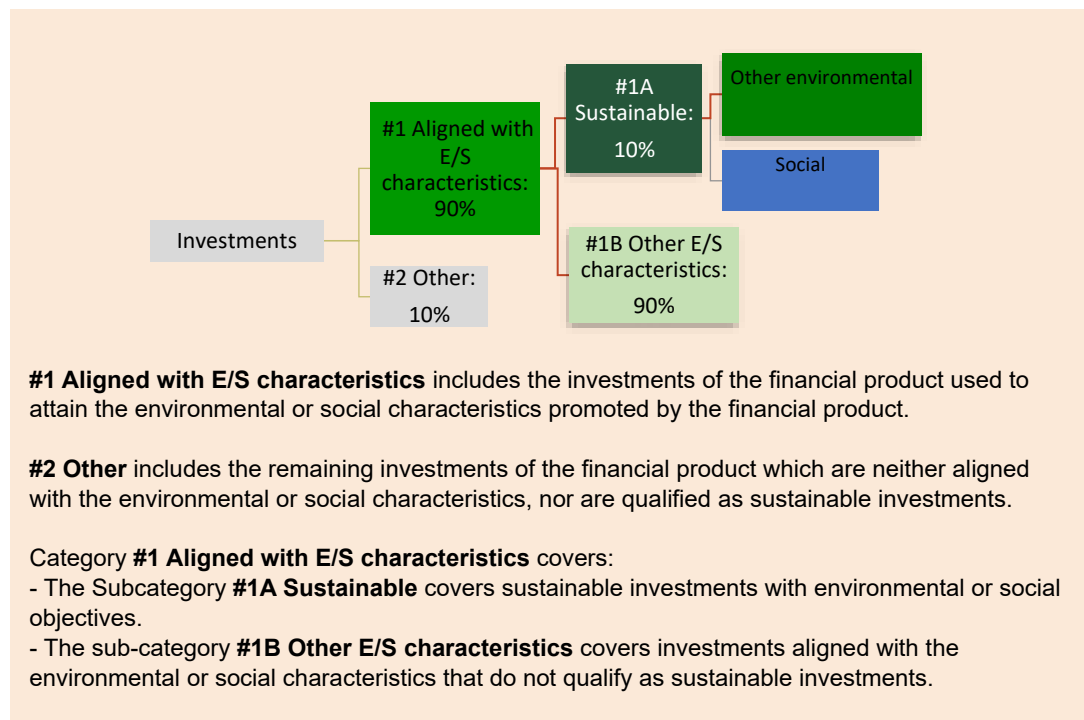 Investments
#1 Aligned with
E/S
characteristics:
90%
#2 Other:
10%
#1A
Sustainable:
10%
#1B Other E/S
characteristics:
90%
Other environmental
Social
#1 Aligned with E/S characteristics includes the investments of the financial product used to
attain the environmental or social characteristics promoted by the financial product.
#2 Other includes the remaining investments of the financial product which are neither aligned
with the environmental or social characteristics, nor are qualified as sustainable investments.
Category #1 Aligned with E/S characteristics covers:
- The Subcategory #1A Sustainable covers sustainable investments with environmental or social
objectives.
- The sub-category #1B Other E/S characteristics covers investments aligned with the
environmental or social characteristics that do not qualify as sustainable investments.